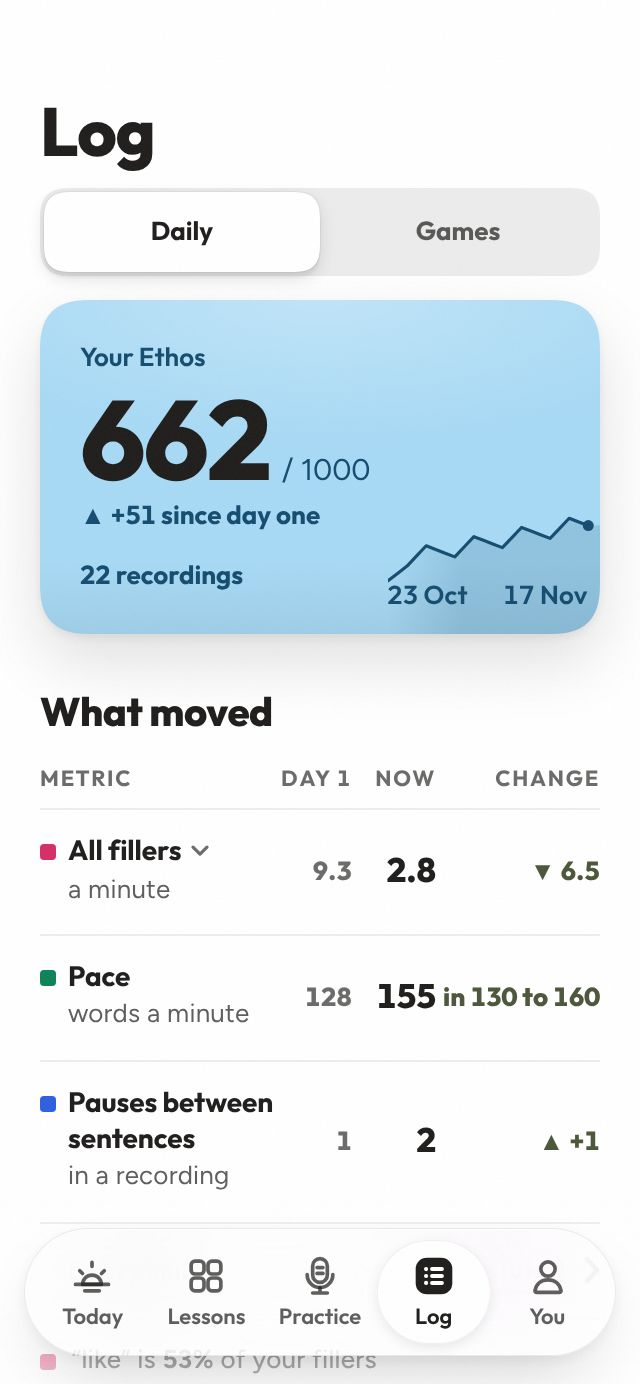 Log
Daily
Games
Your Ethos
662 / 1000
▲ +51 since day one
22 recordings
23 Oct 17 Nov
What moved
METRIC DAY 1 NOW CHANGE
All fillers
a minute
9.3 2.8 ▼ 6.5
Pace
words a minute
128 155 in 130 to 160
Pauses between
sentences
in a recording
1 2 ▲ +1
Today Lessons Practice Log You
"like" is 53% of your fillers